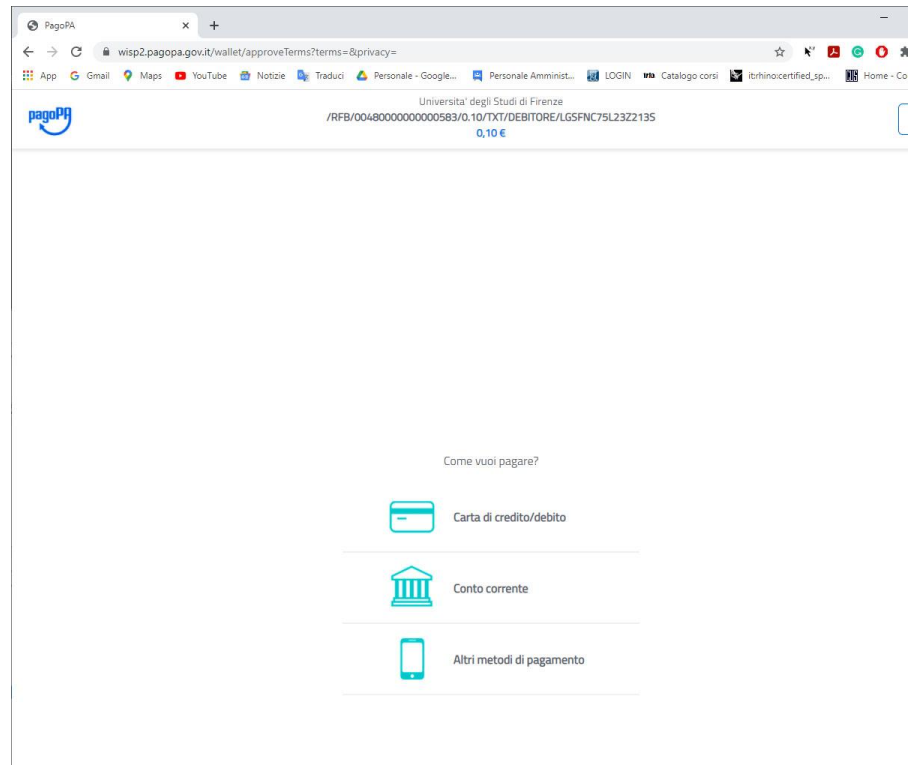 PagoPA
wisp2.pagopa.gov.it/wallet/approveTerms?terms=&privacy=
App Gmail Maps YouTube Notizie Traduci Personale - Google... Personale Amminist... LOGIN Catalogo corsi itrhino:certified_sp... Home - Co
pagoPA
Universita' degli Studi di Firenze
/RFB/00480000000000583/0.10/TXT/DEBITORE/LGSFNC75L23Z213S
0,10 €
Come vuoi pagare?
Carta di credito/debito
Conto corrente
Altri metodi di pagamento